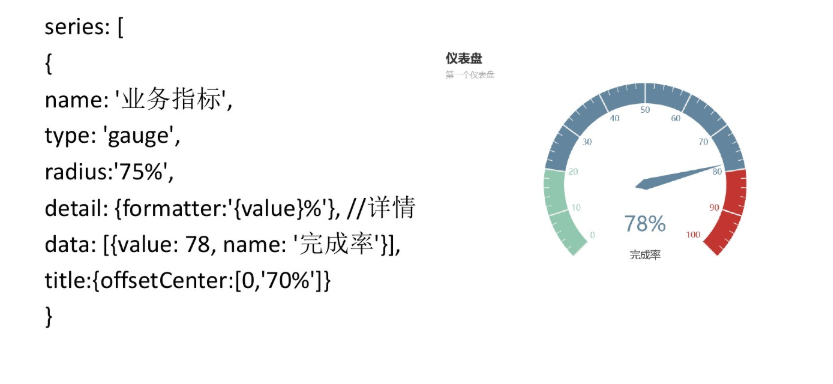 series: [
{
name: '业务指标',
type: 'gauge',
radius:'75%',
detail: {formatter:'{value}%'}, //详情
data: [{value: 78, name: '完成率'}],
title:{offsetCenter:[0,'70%']}
}
仪表盘
第一个仪表盘
0
10
20
30
40
50
60
70
80
90
100
78%
完成率